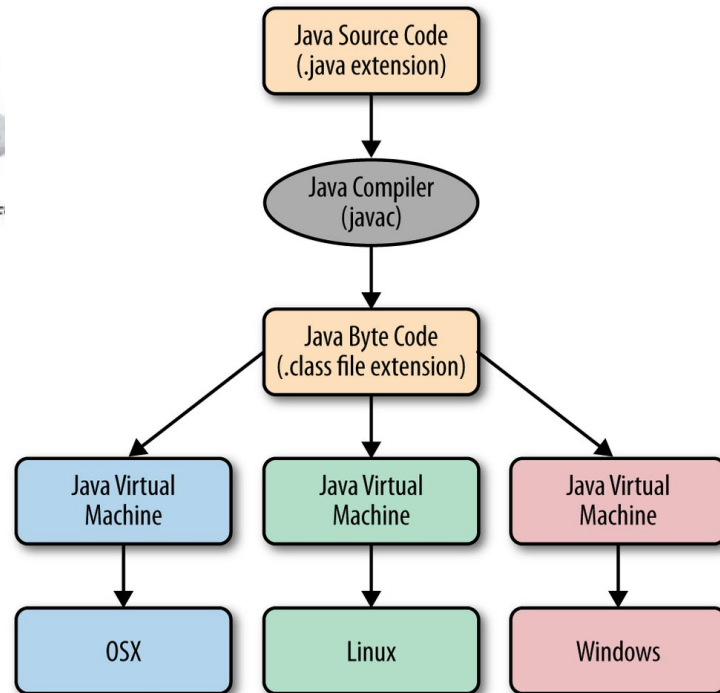 Java Source Code
(.java extension)
Java Compiler
(javac)
Java Byte Code
(.class file extension)
Java Virtual
Machine
Java Virtual
Machine
Java Virtual
Machine
OSX
Linux
Windows